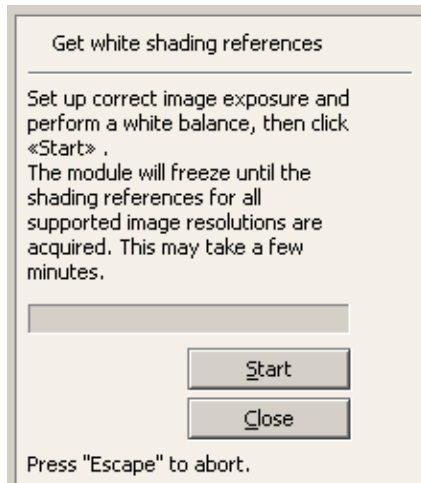 Get white shading references
Set up correct image exposure and
perform a white balance, then click
«Start» .
The module will freeze until the
shading references for all
supported image resolutions are
acquired. This may take a few
minutes.
Start
Close
Press "Escape" to abort.